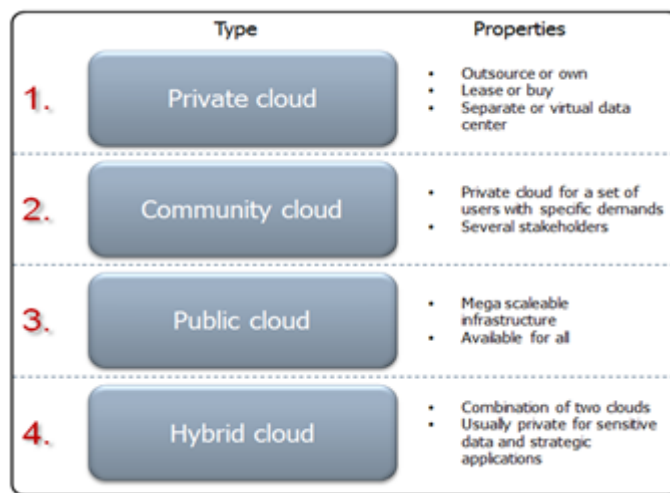 Type
Properties
1.
Private cloud
• Outsource or own
• Lease or buy
• Separate or virtual data
center
2.
Community cloud
• Private cloud for a set of
users with specific demands
• Several stakeholders
3.
Public cloud
• Mega scaleable
infrastructure
• Available for all
4.
Hybrid cloud
• Combination of two clouds
• Usually private for sensitive
data and strategic
applications